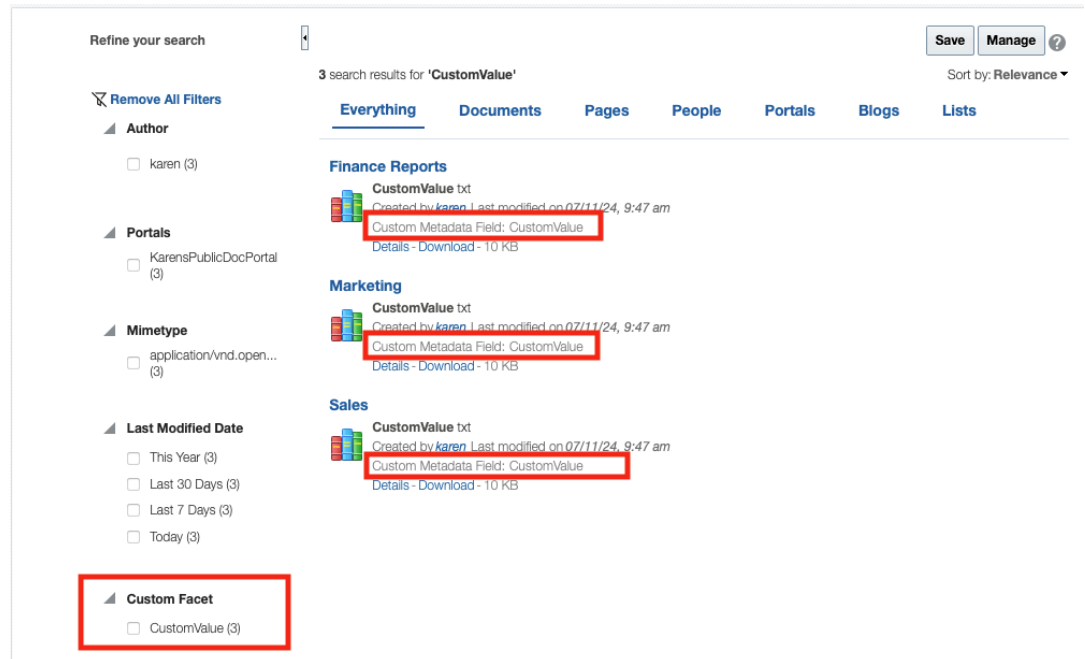 Refine your search
Remove All Filters
Author
karen (3)
Portals
KarensPublicDocPortal
(3)
Mimetype
application/vnd.open...
(3)
Last Modified Date
This Year (3)
Last 30 Days (3)
Last 7 Days (3)
Today (3)
Custom Facet
CustomValue (3)
Save Manage ?
3 search results for 'CustomValue'
Sort by: Relevance
Everything Documents Pages People Portals Blogs Lists
Finance Reports
CustomValue txt
Created by karen Last modified on 07/11/24, 9:47 am
Custom Metadata Field: CustomValue
Details - Download - 10 KB
Marketing
CustomValue txt
Created by karen Last modified on 07/11/24, 9:47 am
Custom Metadata Field: CustomValue
Details - Download - 10 KB
Sales
CustomValue txt
Created by karen Last modified on 07/11/24, 9:47 am
Custom Metadata Field: CustomValue
Details - Download - 10 KB